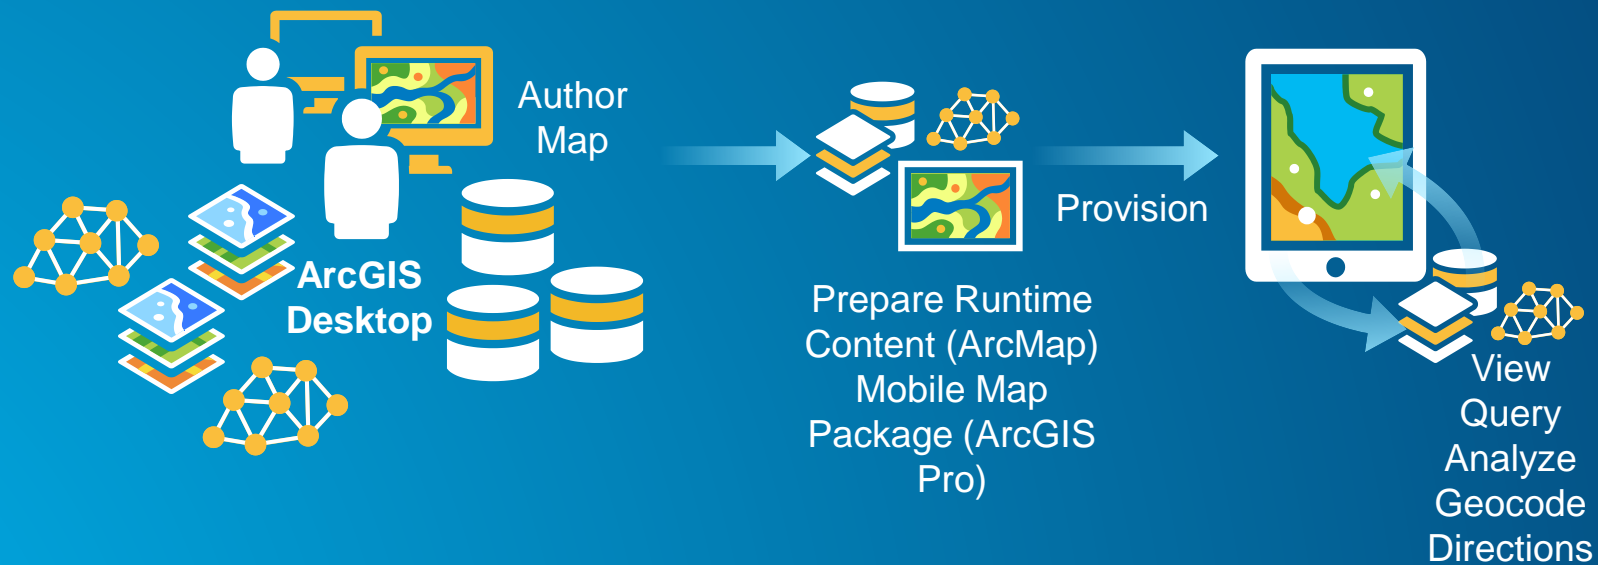 Author
Map
ArcGIS
Desktop
Prepare Runtime
Content (ArcMap)
Mobile Map
Package (ArcGIS
Pro)
Provision
View
Query
Analyze
Geocode
Directions